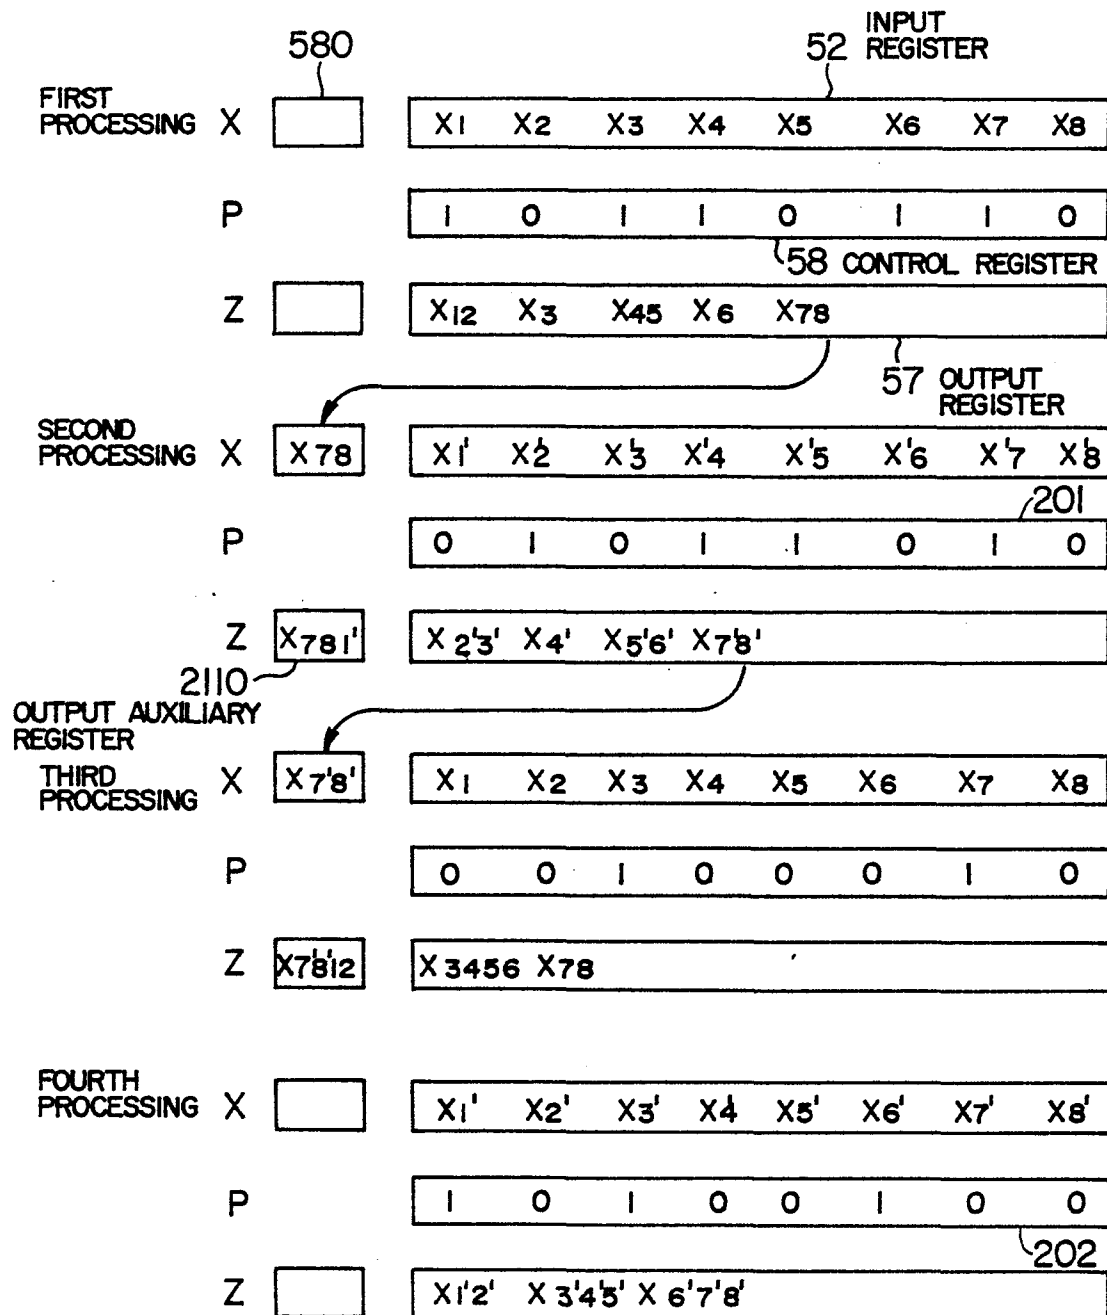 580
52 INPUT REGISTER
FIRST PROCESSING X
X1 X2 X3 X4 X5 X6 X7 X8
P 1 0 1 1 0 1 1 0
58 CONTROL REGISTER
Z X12 X3 X45 X6 X78
57 OUTPUT REGISTER
SECOND PROCESSING X X78 X1' X2' X3' X'4 X'5 X'6 X'7 X'8
201
P 0 1 0 1 1 0 1 0
Z X781' X2'3' X4' X5'6' X7'8'
2110
OUTPUT AUXILIARY REGISTER
THIRD PROCESSING X X7'8' X1 X2 X3 X4 X5 X6 X7 X8
P 0 0 1 0 0 0 1 0
Z X7'8'12 X3456 X78
FOURTH PROCESSING X X1' X2' X3' X4' X5' X6' X7' X8'
P 1 0 1 0 0 1 0 0
202
Z X1'2' X3'4'5' X6'7'8'